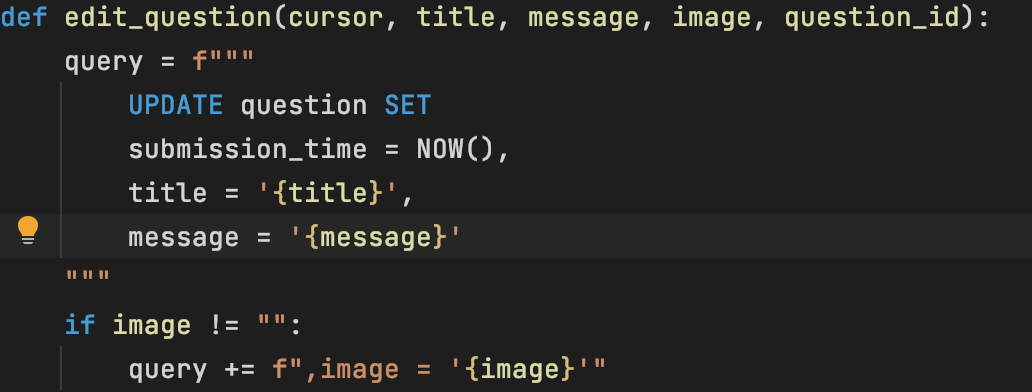 def edit_question(cursor, title, message, image, question_id):
    query = f"""
        UPDATE question SET
        submission_time = NOW(),
        title = '{title}',
        message = '{message}'
    """
    if image != "":
        query += f",image = '{image}'"